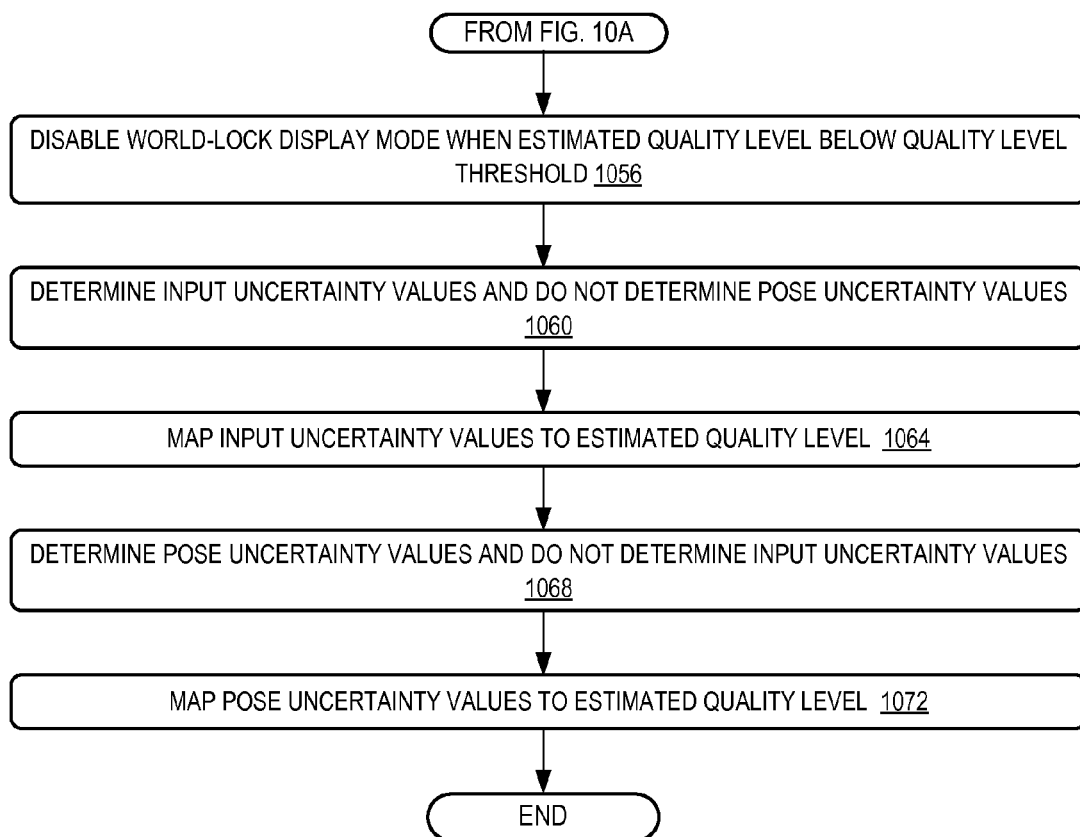 FROM FIG. 10A
DISABLE WORLD-LOCK DISPLAY MODE WHEN ESTIMATED QUALITY LEVEL BELOW QUALITY LEVEL
THRESHOLD 1056
DETERMINE INPUT UNCERTAINTY VALUES AND DO NOT DETERMINE POSE UNCERTAINTY VALUES
1060
MAP INPUT UNCERTAINTY VALUES TO ESTIMATED QUALITY LEVEL 1064
DETERMINE POSE UNCERTAINTY VALUES AND DO NOT DETERMINE INPUT UNCERTAINTY VALUES
1068
MAP POSE UNCERTAINTY VALUES TO ESTIMATED QUALITY LEVEL 1072
END